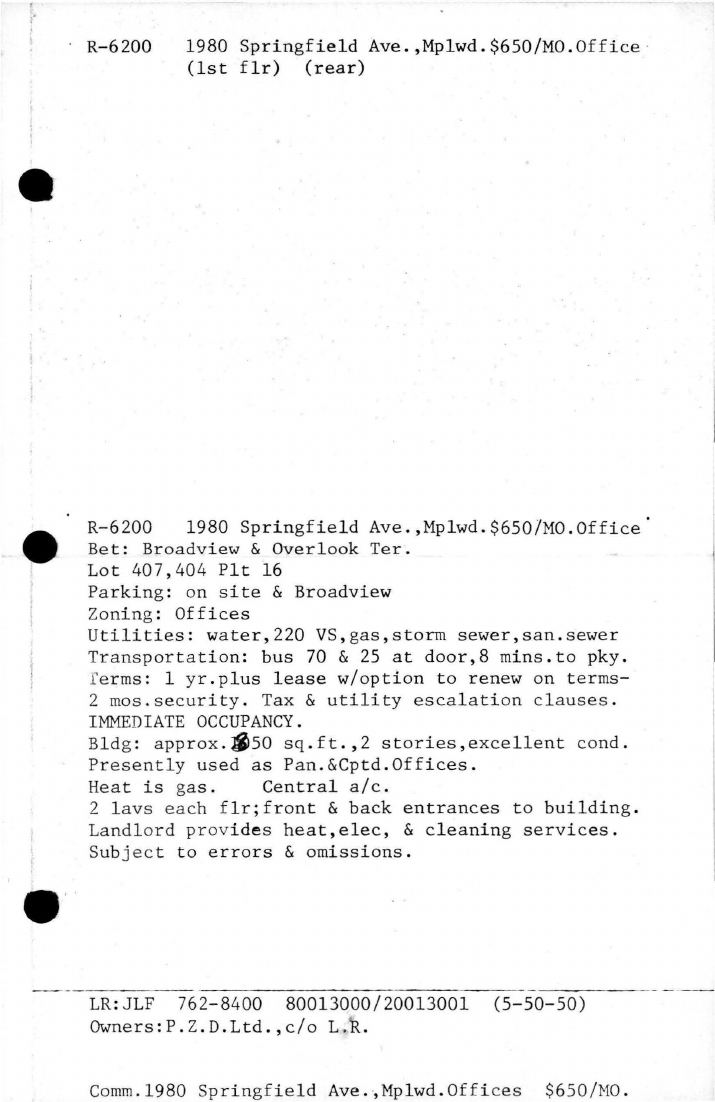 R-6200 1980 Springfield Ave.,Mplwd.$650/MO.Office
(1st flr) (rear)
R-6200 1980 Springfield Ave.,Mplwd.$650/MO.Office
Bet: Broadview & Overlook Ter.
Lot 407,404 Plt 16
Parking: on site & Broadview
Zoning: Offices
Utilities: water,220 VS,gas,storm sewer,san.sewer
Transportation: bus 70 & 25 at door,8 mins.to pky.
Terms: 1 yr.plus lease w/option to renew on terms-
2 mos.security. Tax & utility escalation clauses.
IMMEDIATE OCCUPANCY.
Bldg: approx. sq.ft.,2 stories,excellent cond.
Presently used as Pan.&Cptd.Offices.
Heat is gas. Central a/c.
2 lavs each flr;front & back entrances to building.
Landlord provides heat,elec, & cleaning services.
Subject to errors & omissions.
LR:JLF 762-8400 80013000/20013001 (5-50-50)
Owners:P.Z.D.Ltd.,c/o L.R.
Comm.1980 Springfield Ave.,Mplwd.Offices $650/MO.